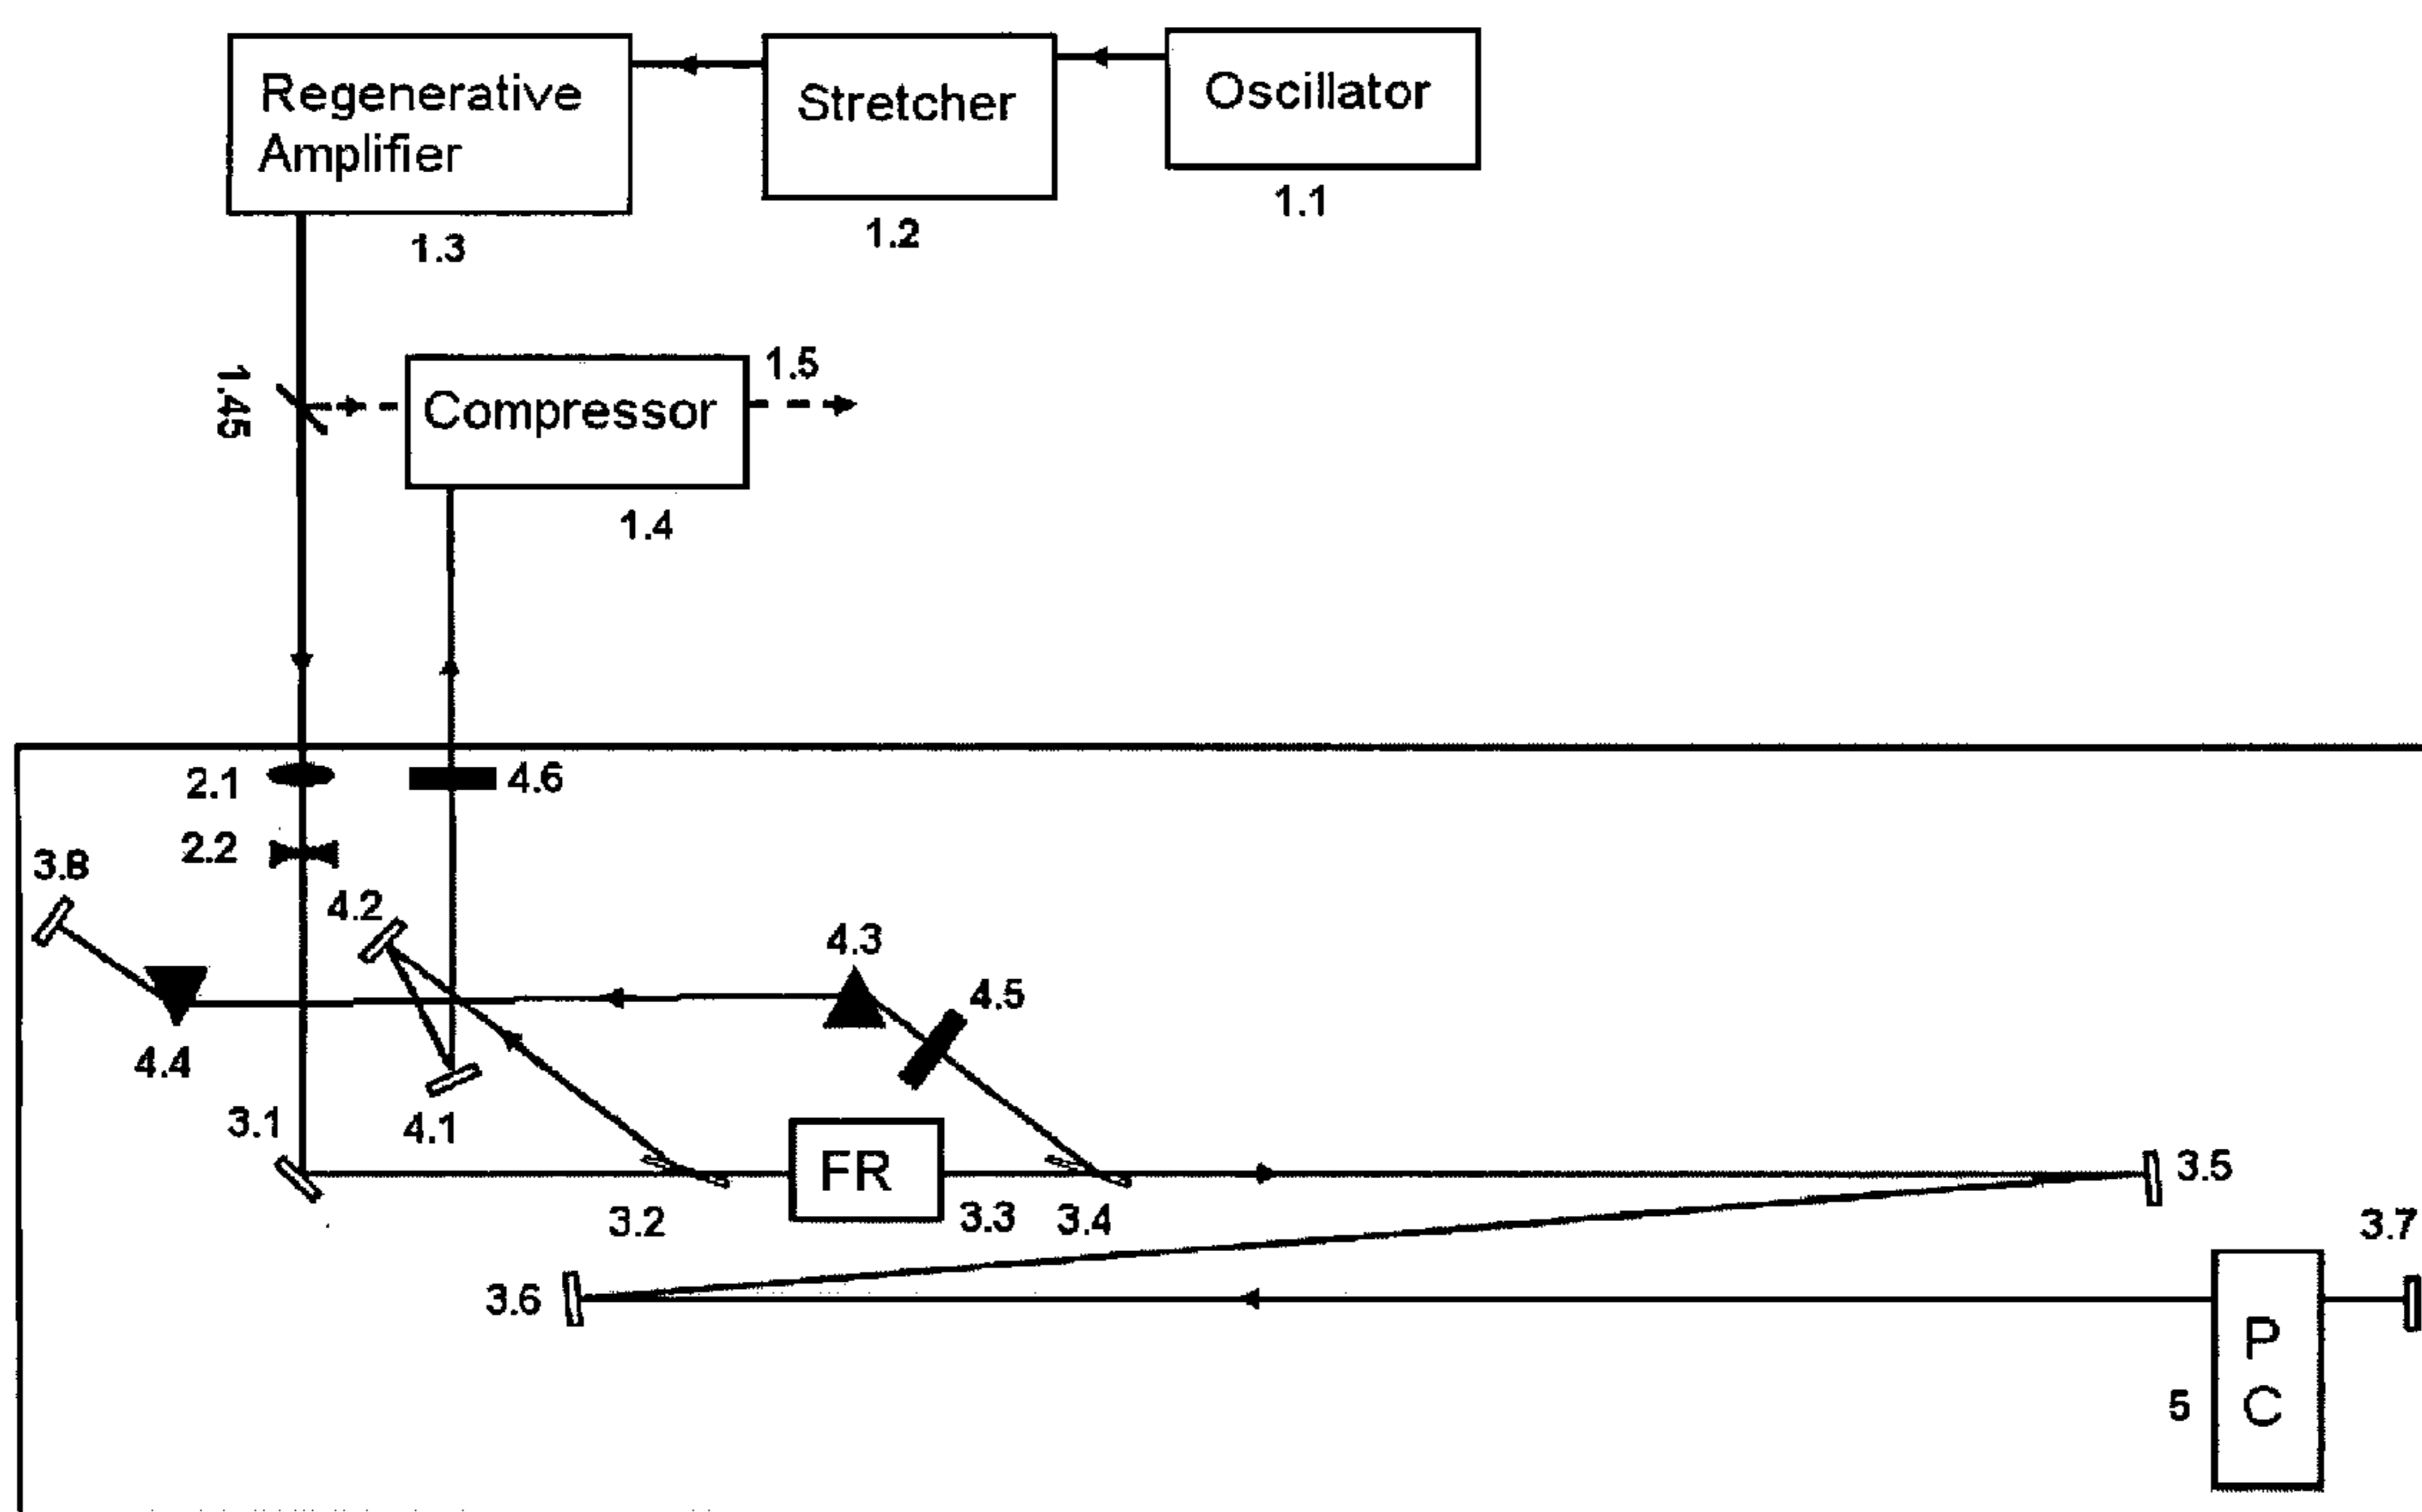 Regenerative
Amplifier
Stretcher
Oscillator
1.3
1.2
1.1
1.45
Compressor
1.5
1.4
2.1
4.6
2.2
3.8
4.2
4.3
4.5
4.4
4.1
3.1
FR
3.2
3.3
3.4
3.5
3.6
3.7
P
C
5